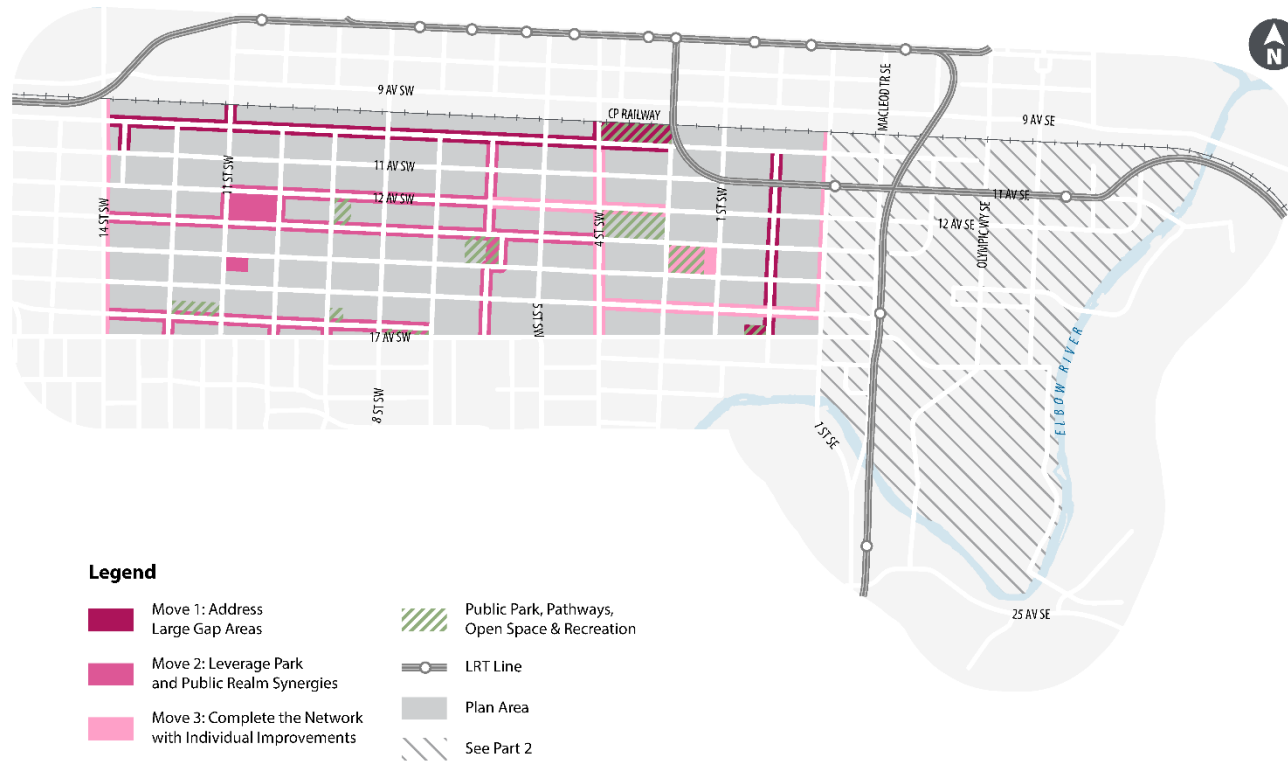 N
9 AV SW
CP RAILWAY
MACLEOD TR SE
9 AV SE
11 AV SW
11 ST SW
12 AV SW
14 ST SW
4 ST SW
1 ST SW
11 AV SE
12 AV SE
OLYMPIC WY SE
5 ST SW
17 AV SW
8 ST SW
ELBOW RIVER
1 ST SE
25 AV SE
Legend
Move 1: Address
Large Gap Areas
Move 2: Leverage Park
and Public Realm Synergies
Move 3: Complete the Network
with Individual Improvements
Public Park, Pathways,
Open Space & Recreation
LRT Line
Plan Area
See Part 2